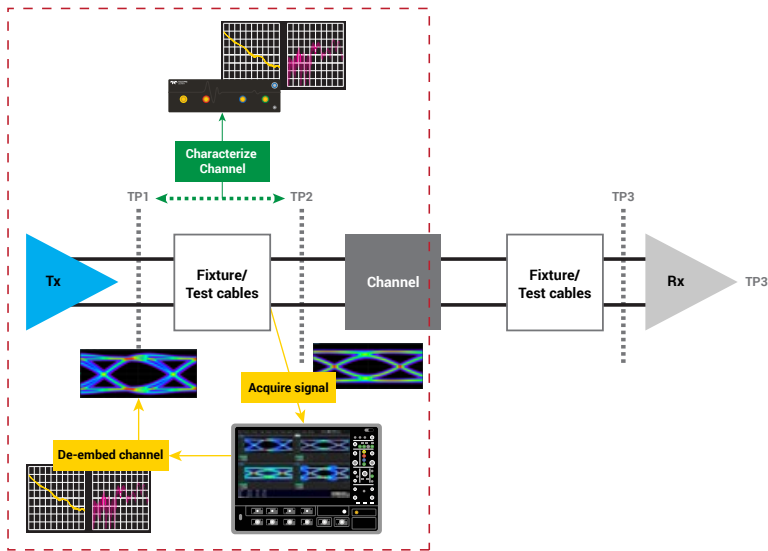 Characterize
Channel
TP1
TP2
TP3
Tx
Fixture/
Test cables
Channel
Fixture/
Test cables
Rx
TP3
Acquire signal
De-embed channel